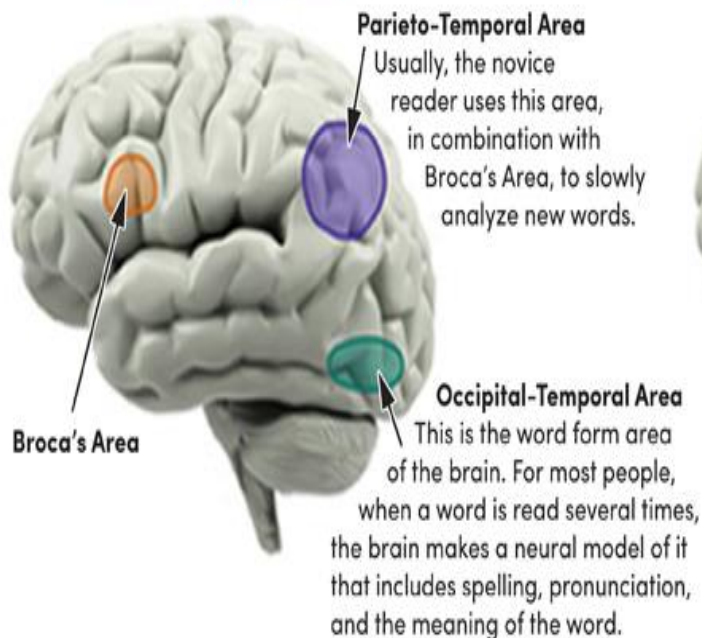 Parieto-Temporal Area
Usually, the novice
reader uses this area,
in combination with
Broca's Area, to slowly
analyze new words.
Broca's Area
Occipital-Temporal Area
This is the word form area
of the brain. For most people,
when a word is read several times,
the brain makes a neural model of it
that includes spelling, pronunciation,
and the meaning of the word.